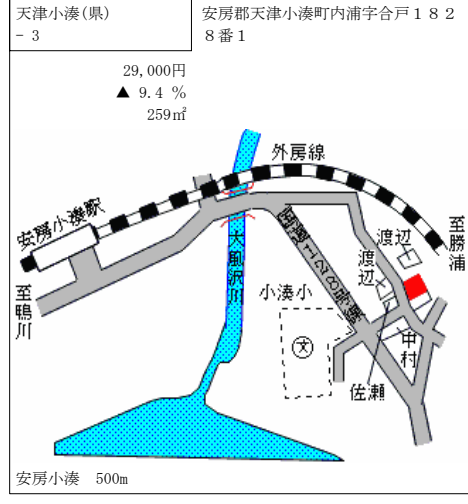 天津小湊(県)
- 3
安房郡天津小湊町内浦字合戸１８２
８番１
29,000円
▲ 9.4 %
259㎡
外房線
安房小湊駅
至勝浦
渡辺
渡辺
大風沢川
国道128号線
至鴨川
小湊小
文
中村
佐瀬
安房小湊 500m